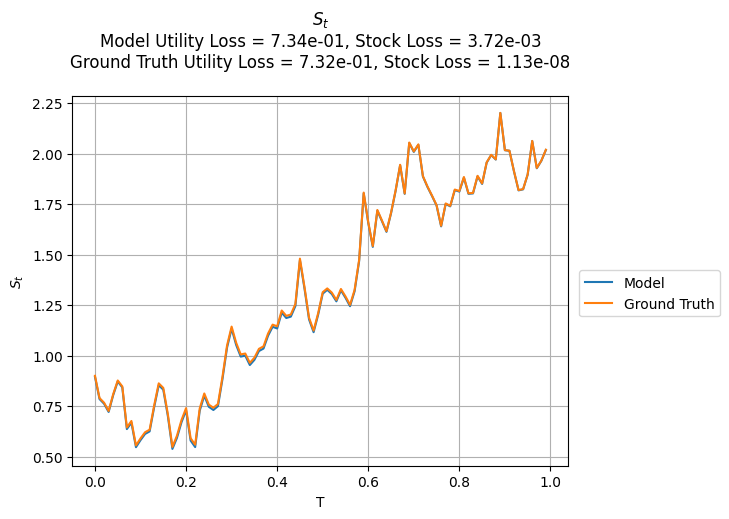 S_t
Model Utility Loss = 7.34e-01, Stock Loss = 3.72e-03
Ground Truth Utility Loss = 7.32e-01, Stock Loss = 1.13e-08
2.25
2.00
1.75
1.50
1.25
1.00
0.75
0.50
S_t
0.0 0.2 0.4 0.6 0.8 1.0
T
Model
Ground Truth